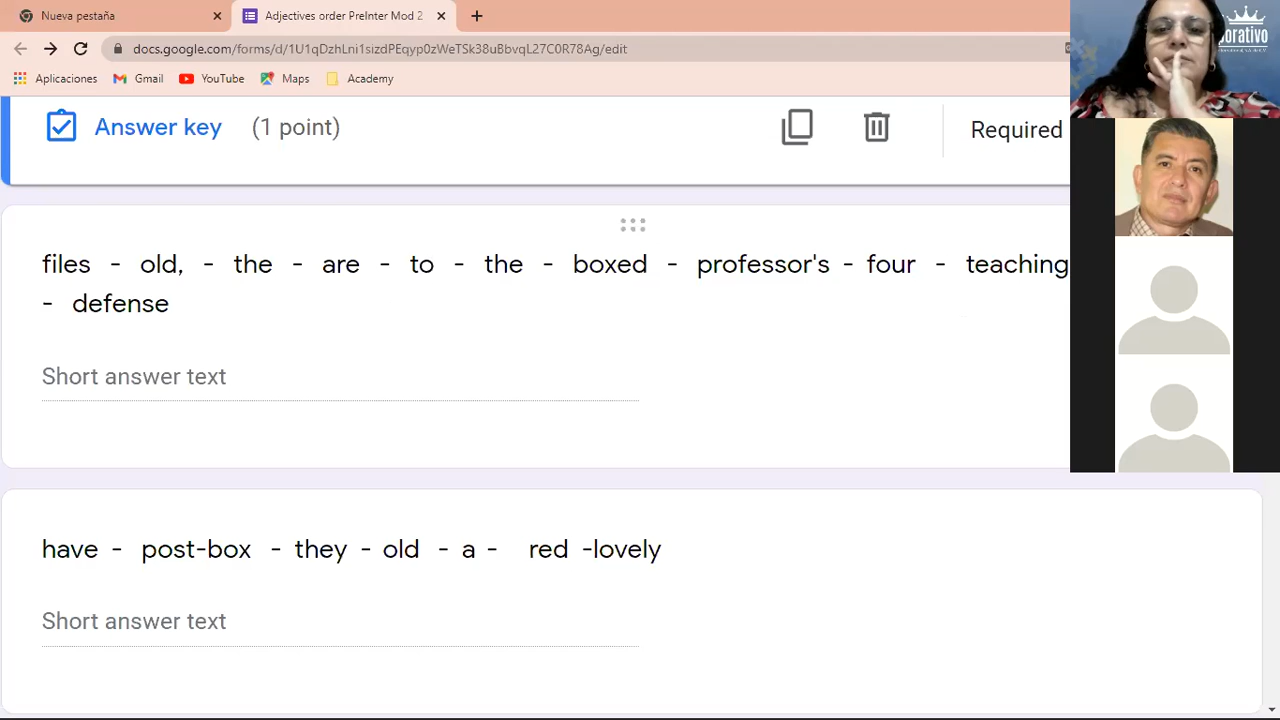 Nueva pestaña
Adjectives order PreInter Mod 2
docs.google.com/forms/d/1U1qDzhLni1sizdPEqyp0zWeTSk38uBbvqL27C0R78Ag/edit
Aplicaciones Gmail YouTube Maps Academy
orativo
Answer key (1 point) Required
files - old, - the - are - to - the - boxed - professor's - four - teaching
- defense
Short answer text
have - post-box - they - old - a - red -lovely
Short answer text